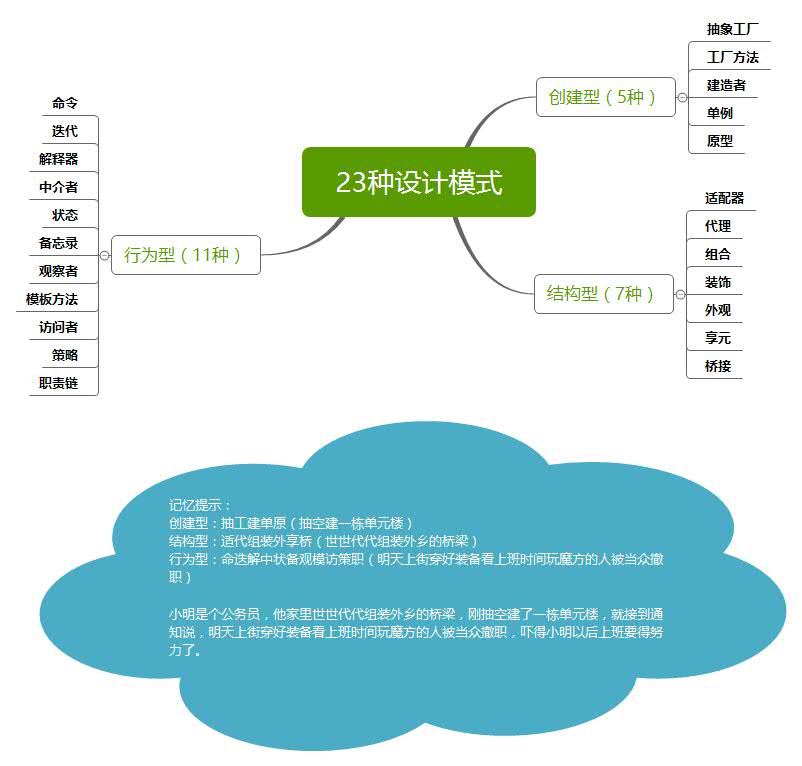 23种设计模式
创建型（5种）
抽象工厂
工厂方法
建造者
单例
原型
结构型（7种）
适配器
代理
组合
装饰
外观
享元
桥接
行为型（11种）
命令
迭代
解释器
中介者
状态
备忘录
观察者
模板方法
访问者
策略
职责链
记忆提示：
创建型：抽工建单原（抽空建一栋单元楼）
结构型：适代组装外享桥（世世代代组装外乡的桥梁）
行为型：命迭解中状备观模访策职（明天上街穿好装备看上班时间玩魔方的人被当众撤
职）
小明是个公务员，他家里世世代代组装外乡的桥梁，刚抽空建了一栋单元楼，就接到通
知说，明天上街穿好装备看上班时间玩魔方的人被当众撤职，吓得小明以后上班要得努
力了。